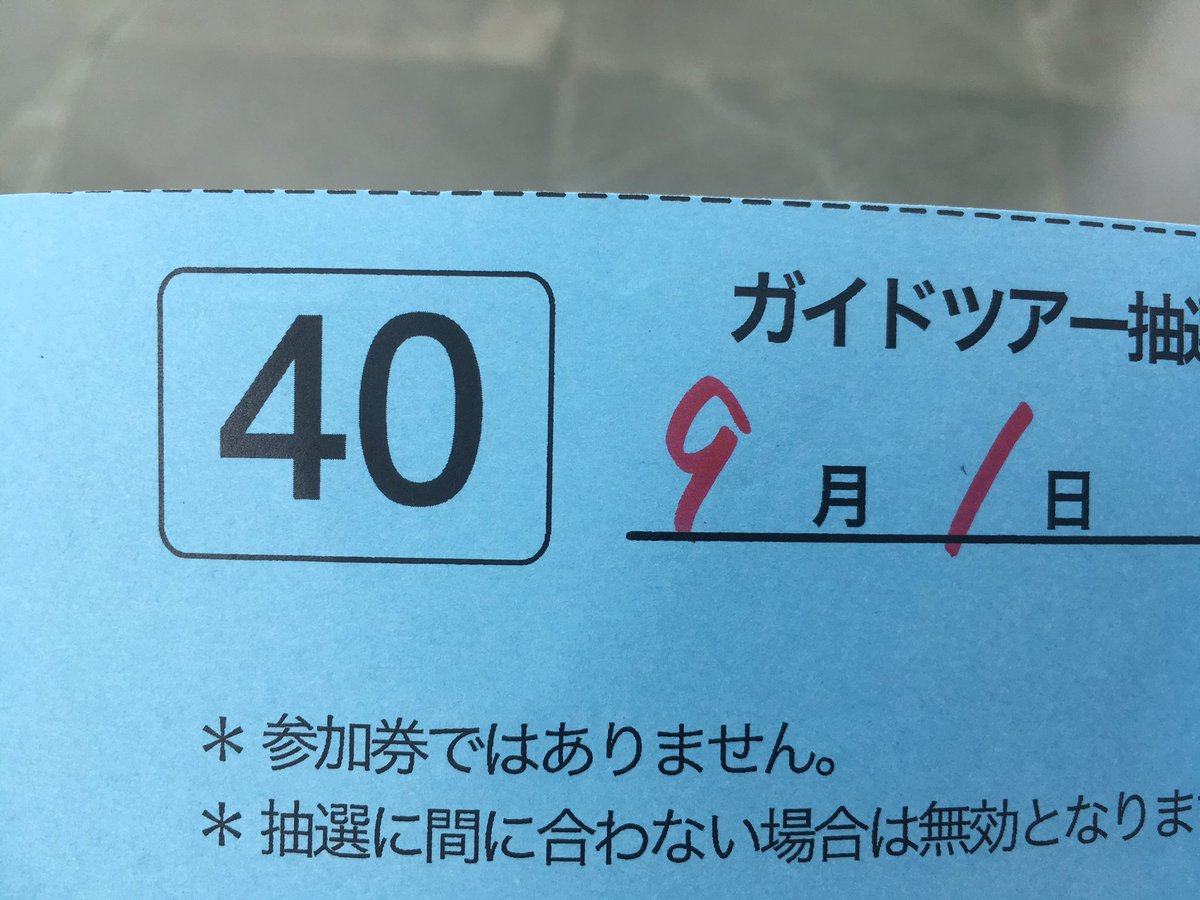 40
ガイドツアー抽選
9月1日
＊参加券ではありません。
＊抽選に間に合わない場合は無効となりま